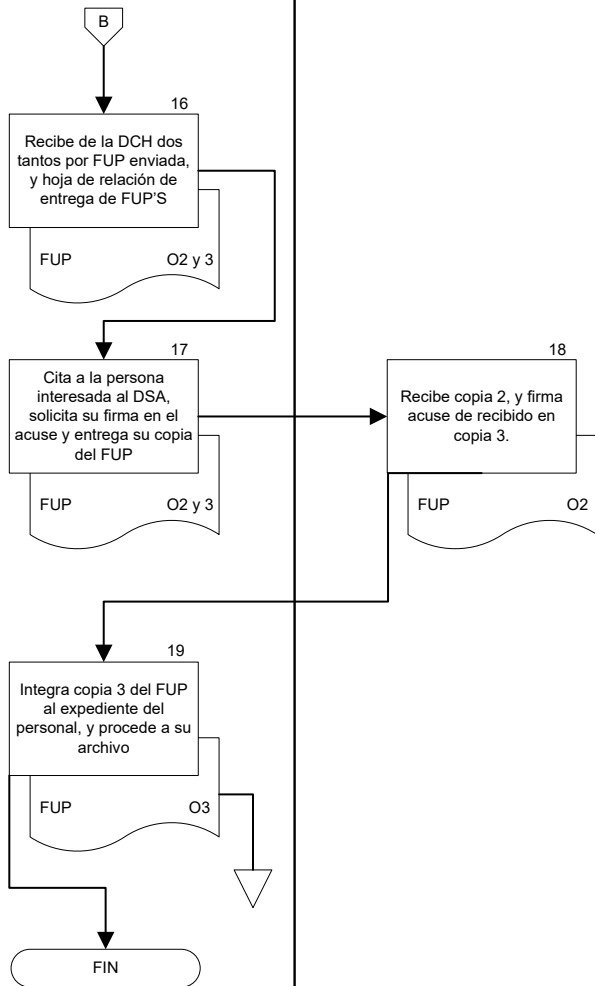 B
16
Recibe de la DCH dos
tantos por FUP enviada,
y hoja de relación de
entrega de FUP'S
FUP O2 y 3
17
Cita a la persona
interesada al DSA,
solicita su firma en el
acuse y entrega su copia
del FUP
FUP O2 y 3
18
Recibe copia 2, y firma
acuse de recibido en
copia 3.
FUP O2
19
Integra copia 3 del FUP
al expediente del
personal, y procede a su
archivo
FUP O3
FIN